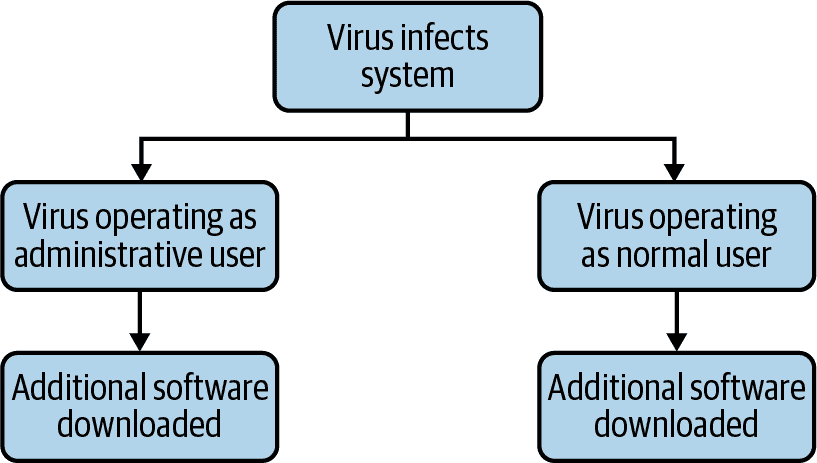 Virus infects
system
Virus operating as
administrative user
Virus operating
as normal user
Additional software
downloaded
Additional software
downloaded